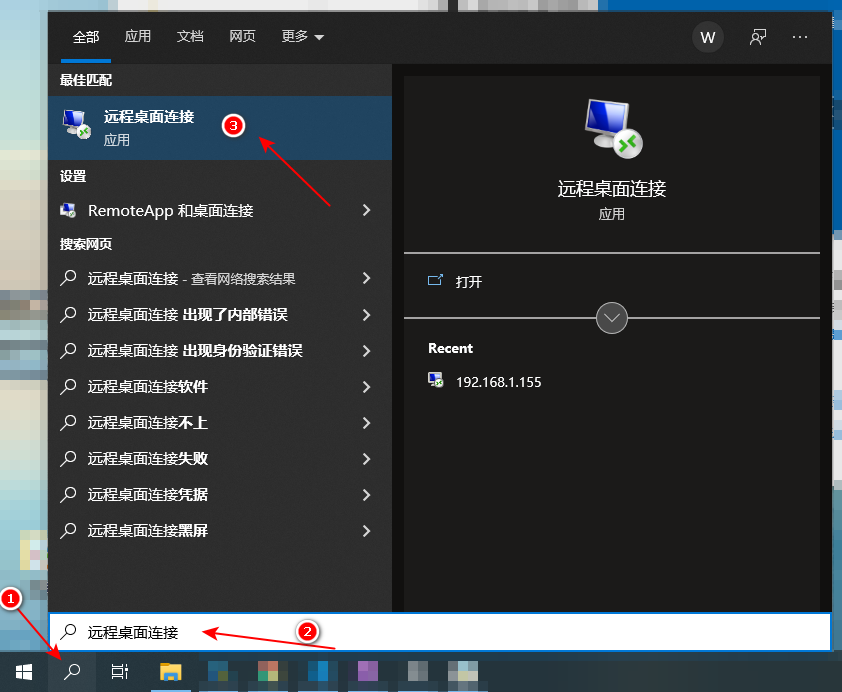 全部 应用 文档 网页 更多 W ···
最佳匹配
远程桌面连接
应用
3
设置
RemoteApp 和桌面连接
搜索网页
远程桌面连接 - 查看网络搜索结果
远程桌面连接 出现了内部错误
远程桌面连接 出现身份验证错误
远程桌面连接软件
远程桌面连接不上
远程桌面连接失败
远程桌面连接凭据
远程桌面连接黑屏
远程桌面连接
应用
打开
Recent
192.168.1.155
1
远程桌面连接
2